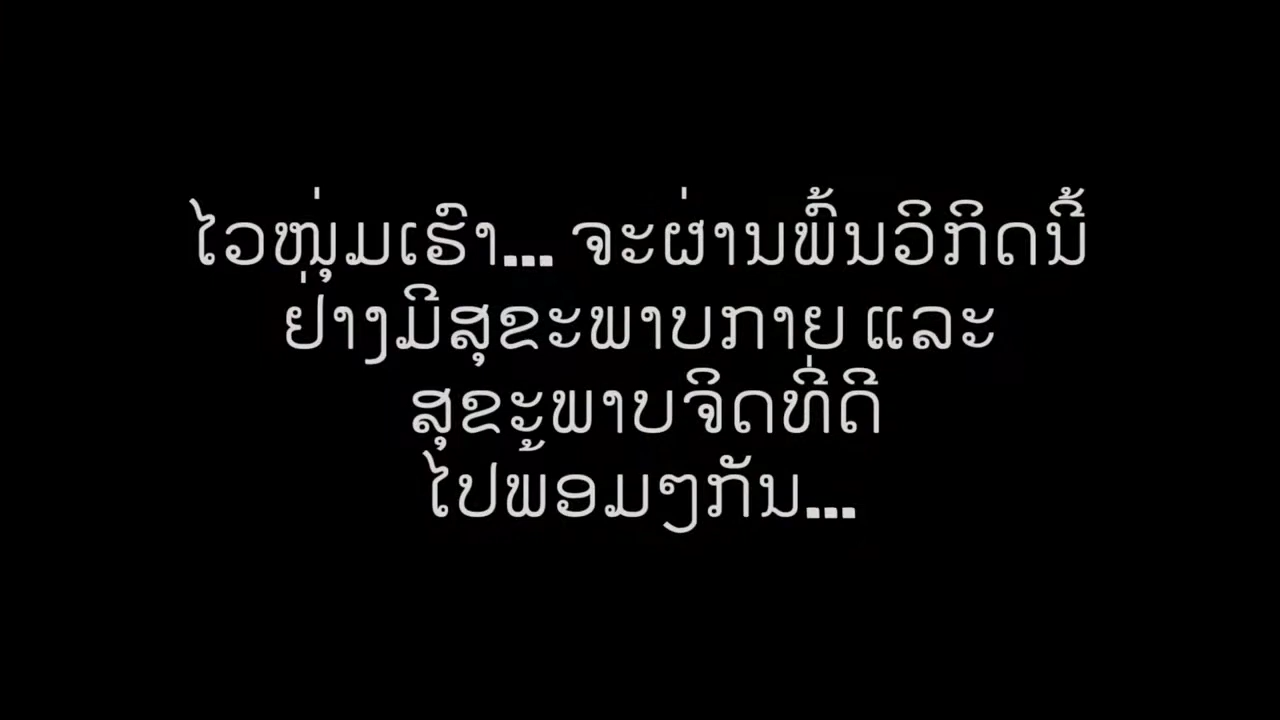 ໄວໜຸ່ມເຮົາ... ຈະຜ່ານພົ້ນວິກິດນີ້
ຢ່າງມີສຸຂະພາບກາຍ ແລະ
ສຸຂະພາບຈິດທີ່ດີ
ໄປພ້ອມໆກັນ...